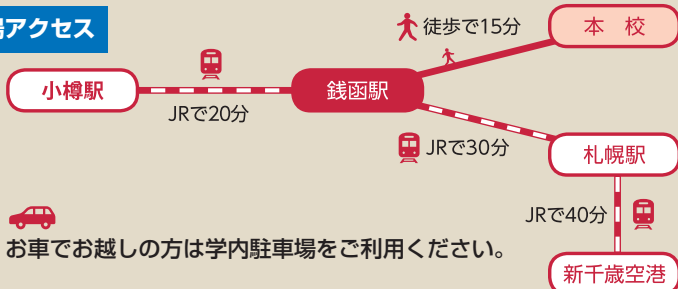 場アクセス
徒歩で15分
本 校
小樽駅
銭函駅
JRで20分
JRで30分
札幌駅
JRで40分
お車でお越しの方は学内駐車場をご利用ください。
新千歳空港